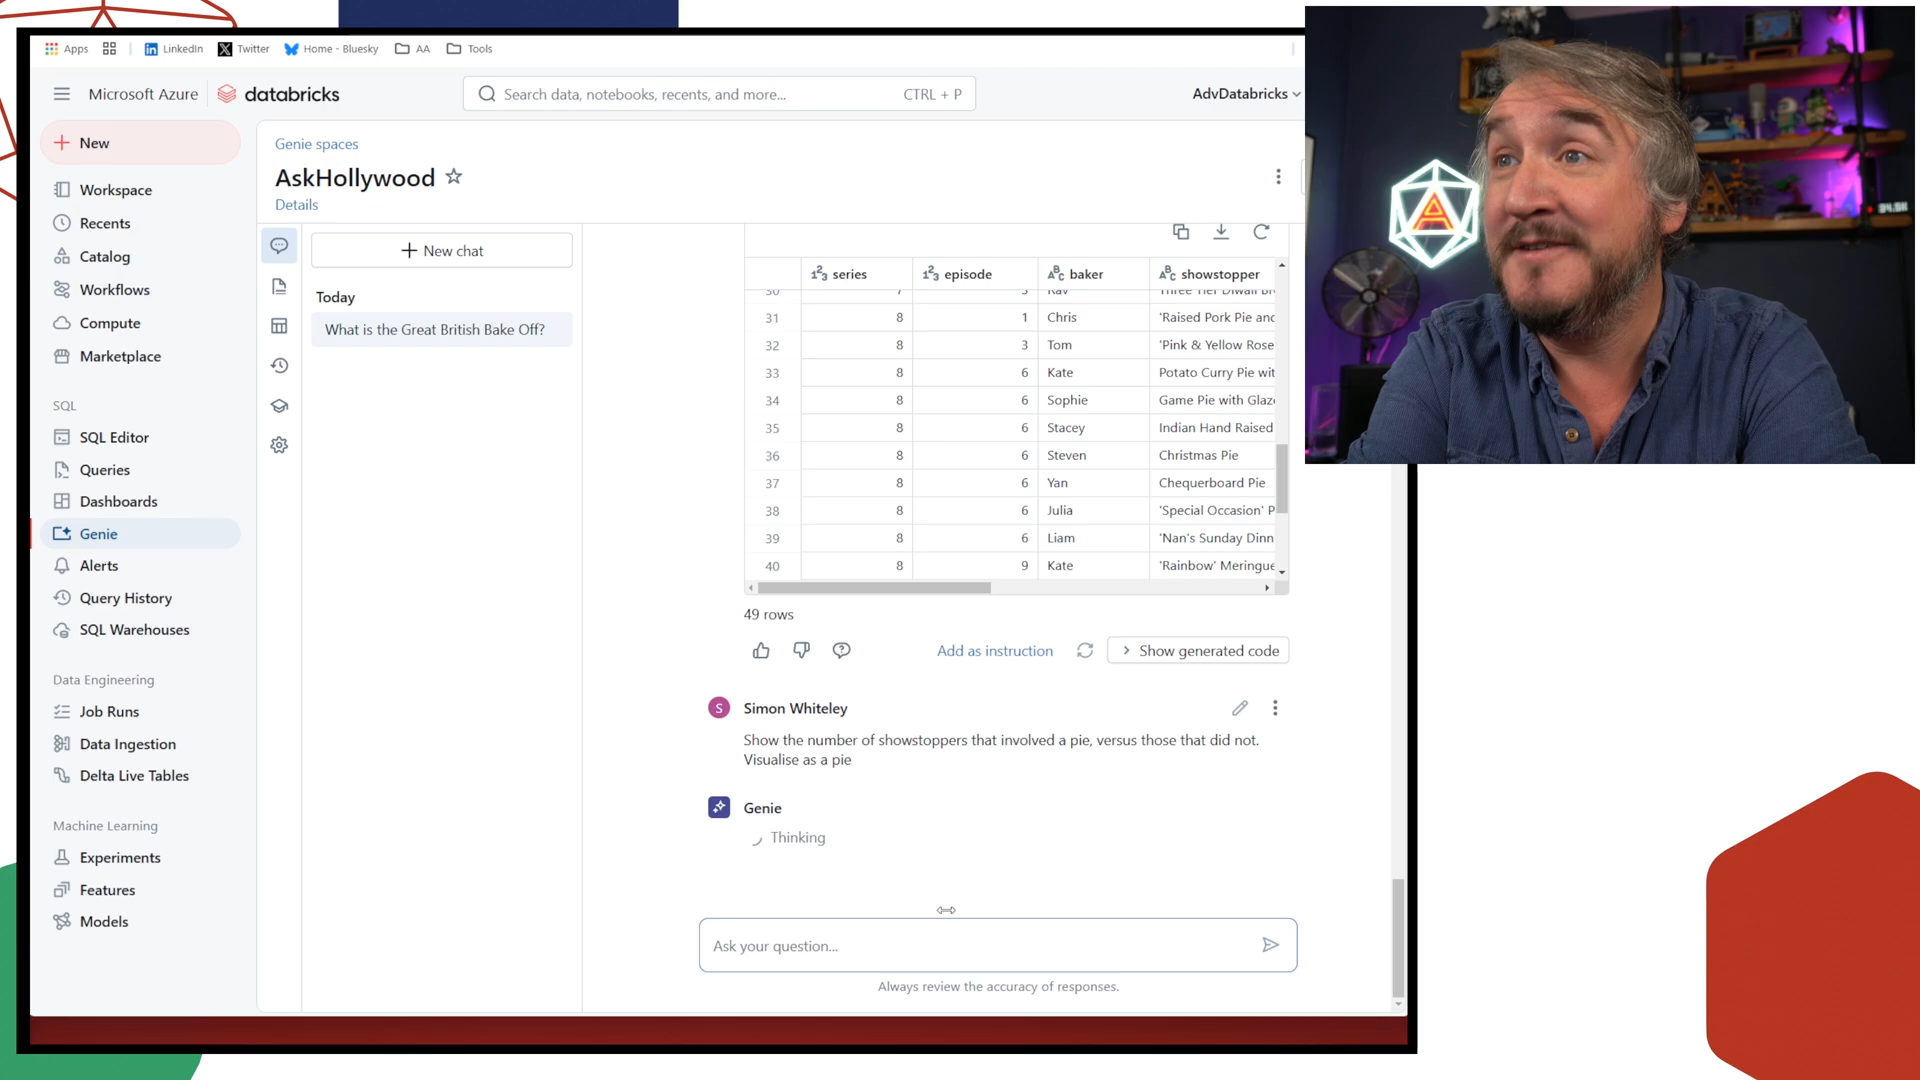 Apps
LinkedIn
Twitter
Home - Bluesky
AA
Tools
Microsoft Azure
databricks
Search data, notebooks, recents, and more...
CTRL + P
AdvDatabricks
New
Workspace
Recents
Catalog
Workflows
Compute
Marketplace
SQL
SQL Editor
Queries
Dashboards
Genie
Alerts
Query History
SQL Warehouses
Data Engineering
Job Runs
Data Ingestion
Delta Live Tables
Machine Learning
Experiments
Features
Models
Genie spaces
AskHollywood
Details
New chat
Today
What is the Great British Bake Off?
series episode baker showstopper
30 7 3 Rav 'Three Tier Diwali
31 8 1 Chris 'Raised Pork Pie and
32 8 3 Tom 'Pink & Yellow Rose
33 8 6 Kate Potato Curry Pie wit
34 8 6 Sophie Game Pie with Glaz
35 8 6 Stacey Indian Hand Raised
36 8 6 Steven Christmas Pie
37 8 6 Yan Chequerboard Pie
38 8 6 Julia 'Special Occasion' P
39 8 6 Liam 'Nan's Sunday Dinn
40 8 9 Kate 'Rainbow' Meringue
49 rows
Add as instruction
Show generated code
S
Simon Whiteley
Show the number of showstoppers that involved a pie, versus those that did not.
Visualise as a pie
Genie
Thinking
Ask your question...
Always review the accuracy of responses.
A